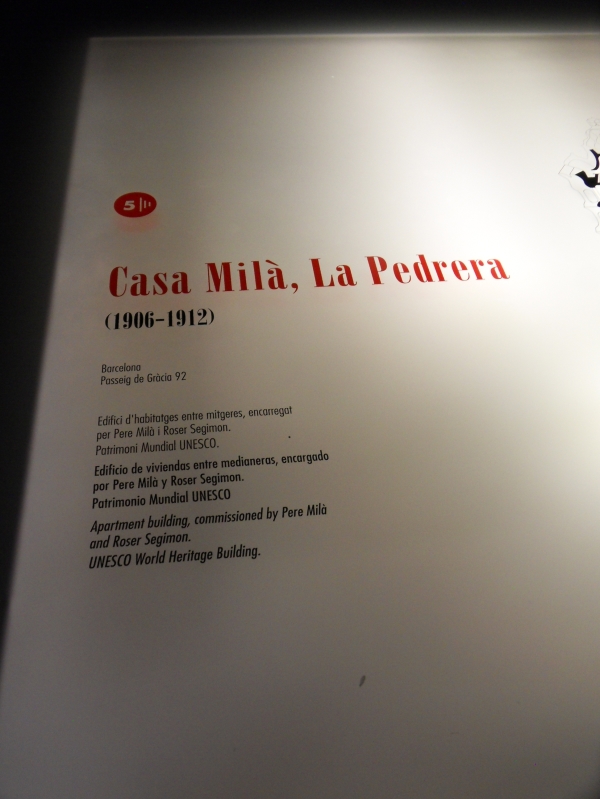 5
Casa Milà, La Pedrera
(1906–1912)
Barcelona
Passeig de Gràcia 92
Edifici d'habitatges entre mitgeres, encarregat
per Pere Milà i Roser Segimon.
Patrimoni Mundial UNESCO.
Edificio de viviendas entre medianeras, encargado
por Pere Milà y Roser Segimon.
Patrimonio Mundial UNESCO
Apartment building, commissioned by Pere Milà
and Roser Segimon.
UNESCO World Heritage Building.